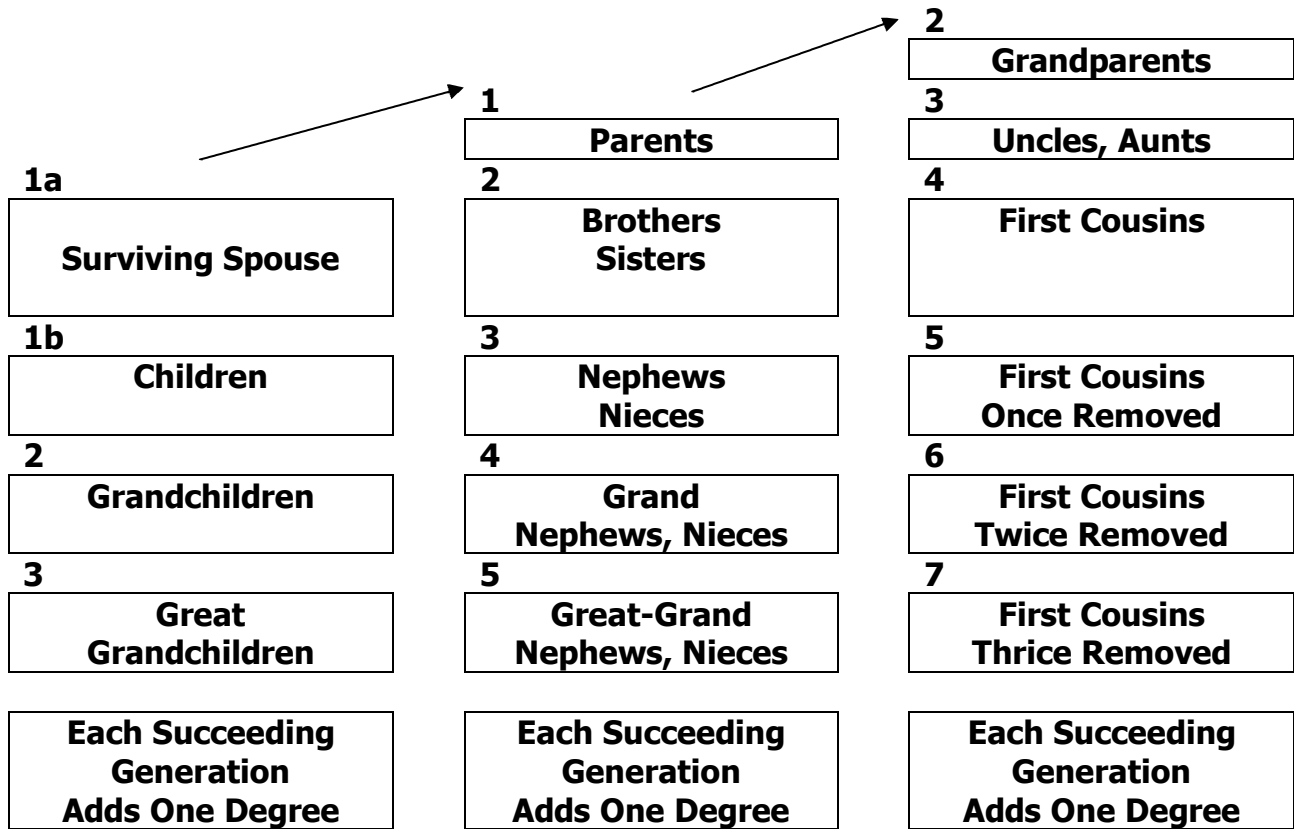 1a
Surviving Spouse
1b
Children
2
Grandchildren
3
Great
Grandchildren
Each Succeeding
Generation
Adds One Degree
1
Parents
2
Brothers
Sisters
3
Nephews
Nieces
4
Grand
Nephews, Nieces
5
Great-Grand
Nephews, Nieces
Each Succeeding
Generation
Adds One Degree
2
Grandparents
3
Uncles, Aunts
4
First Cousins
5
First Cousins
Once Removed
6
First Cousins
Twice Removed
7
First Cousins
Thrice Removed
Each Succeeding
Generation
Adds One Degree